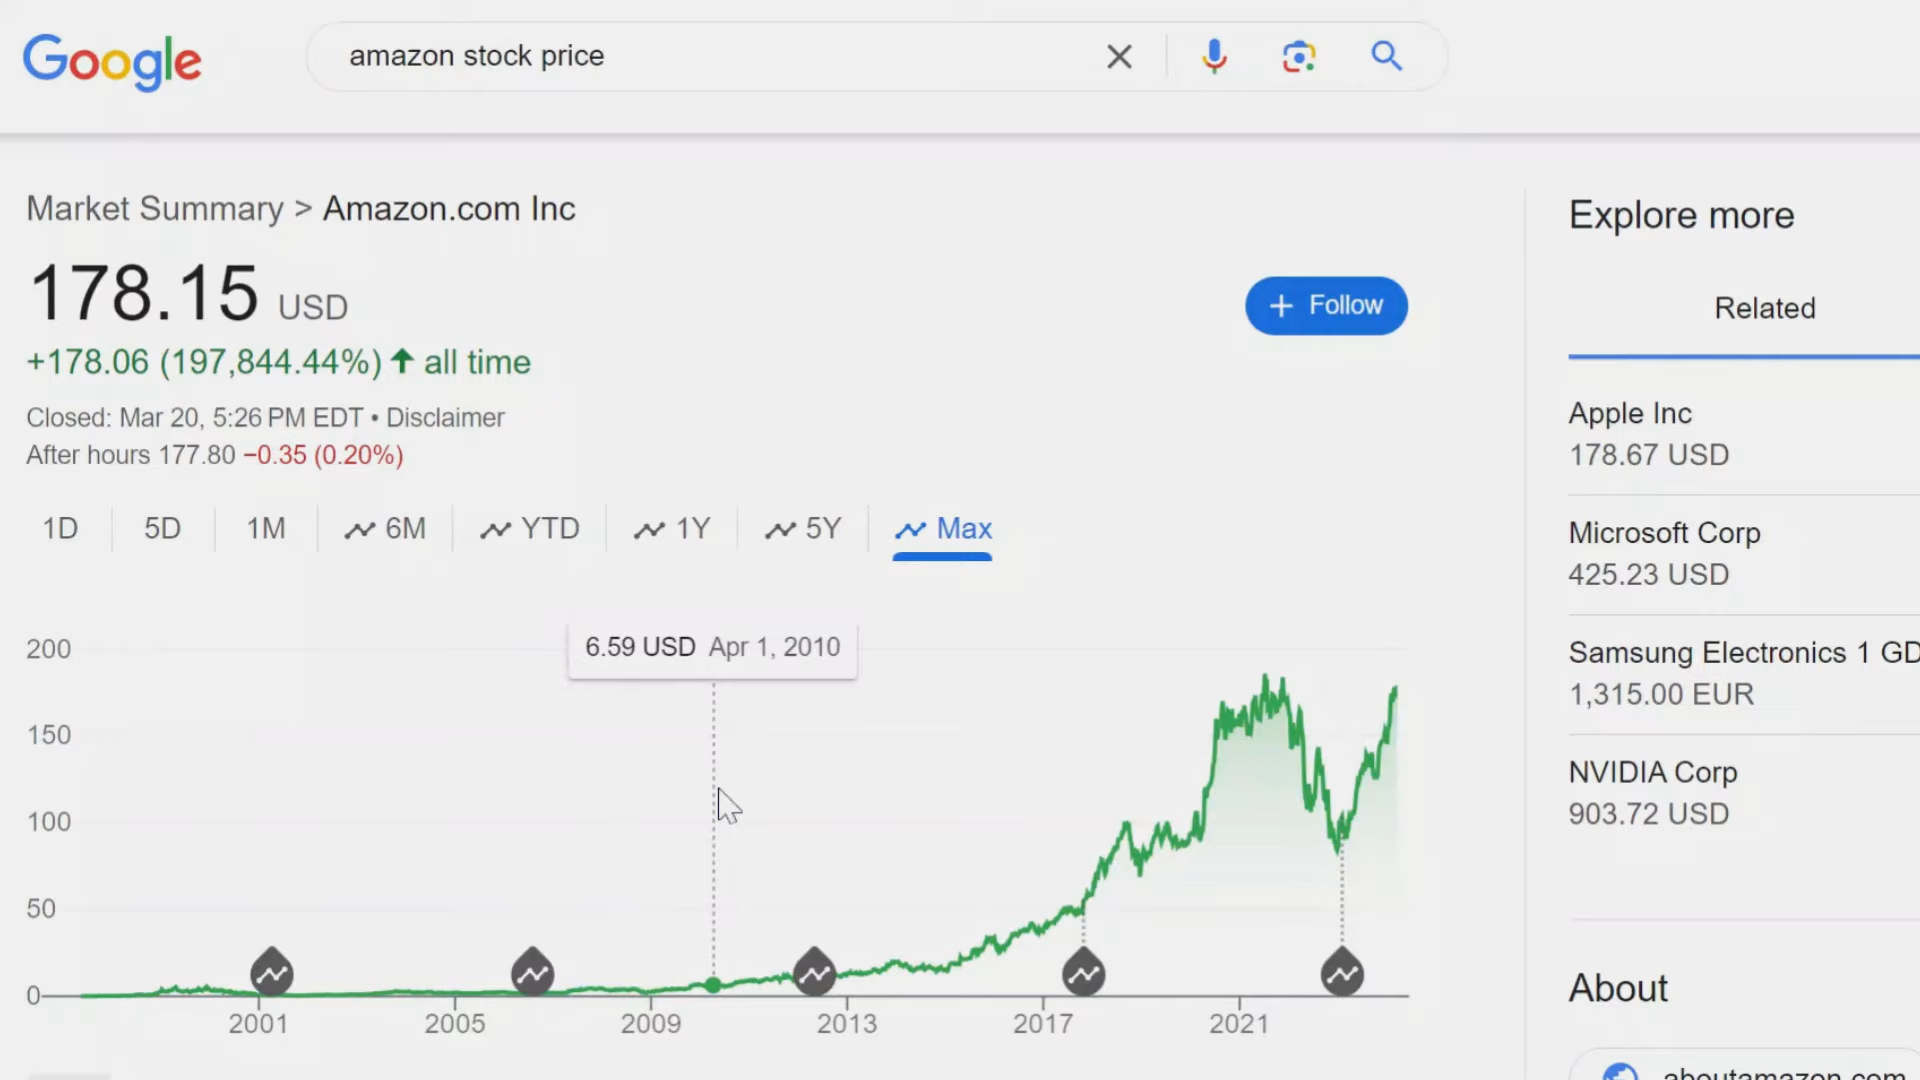 Google
amazon stock price
Market Summary > Amazon.com Inc
178.15 USD
+ Follow
+178.06 (197,844.44%) ↑ all time
Closed: Mar 20, 5:26 PM EDT • Disclaimer
After hours 177.80 −0.35 (0.20%)
1D 5D 1M 6M YTD 1Y 5Y Max
6.59 USD Apr 1, 2010
200
150
100
50
0
2001 2005 2009 2013 2017 2021
Explore more
Related
Apple Inc
178.67 USD
Microsoft Corp
425.23 USD
Samsung Electronics 1 GD
1,315.00 EUR
NVIDIA Corp
903.72 USD
About
aboutamazon.com